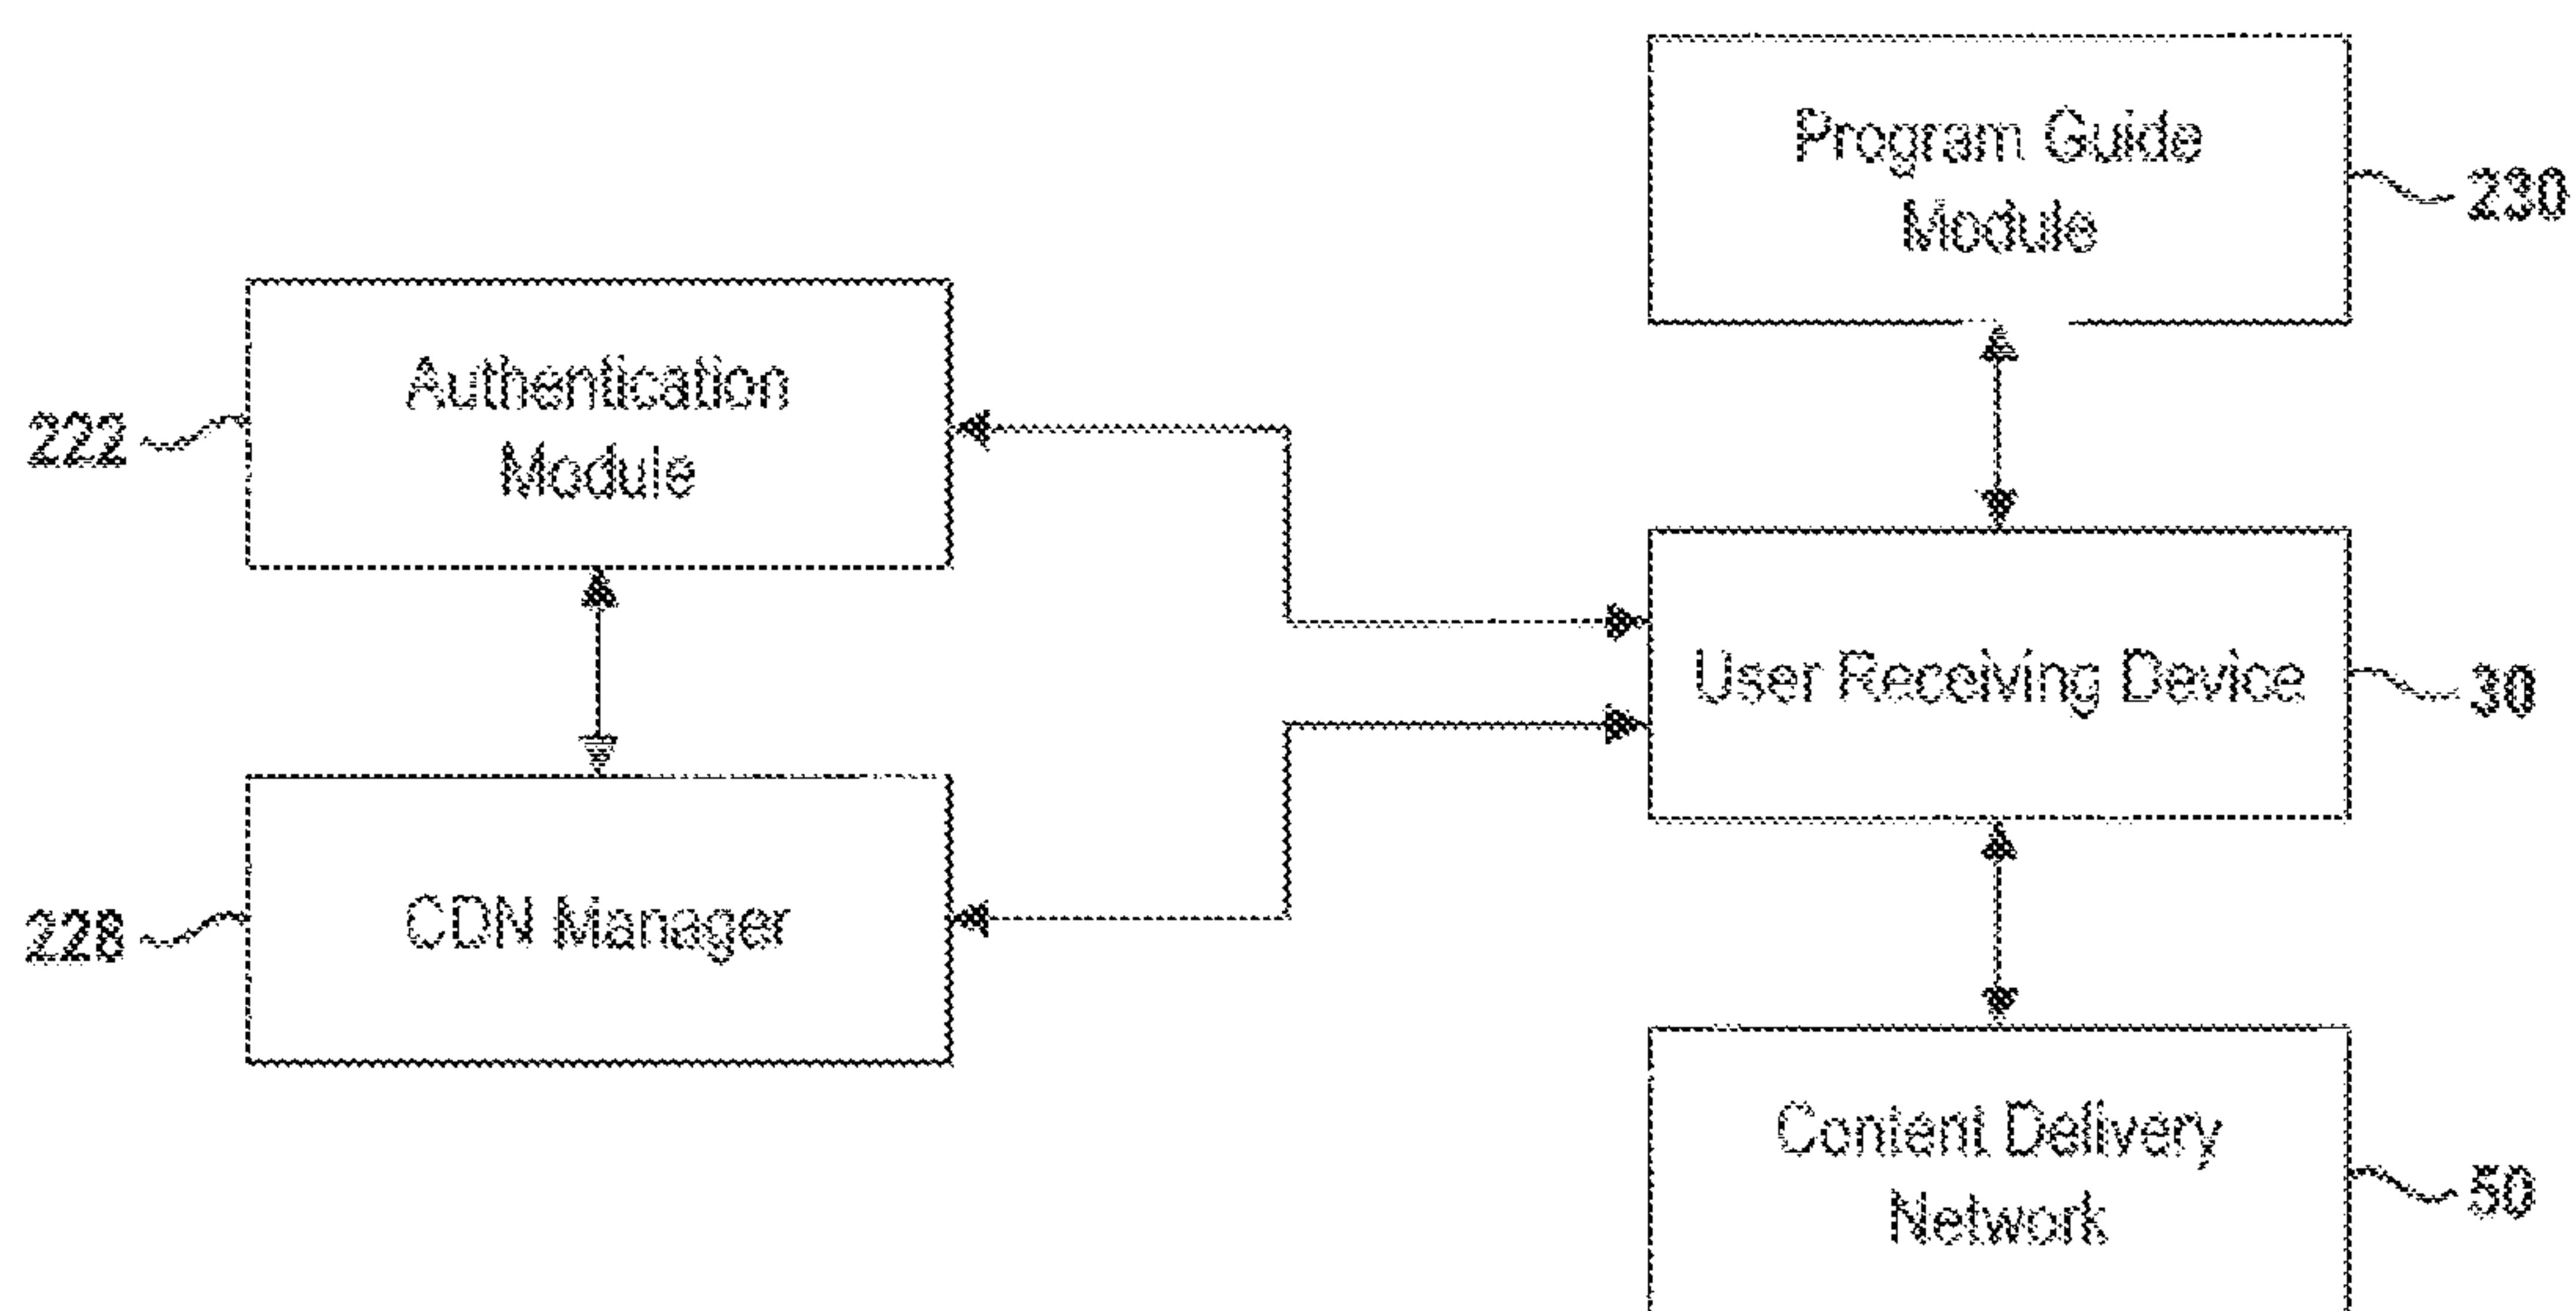 Program Guide
Module
230
Authentication
Module
222
User Receiving Device
30
CDN Manager
228
Content Delivery
Network
50